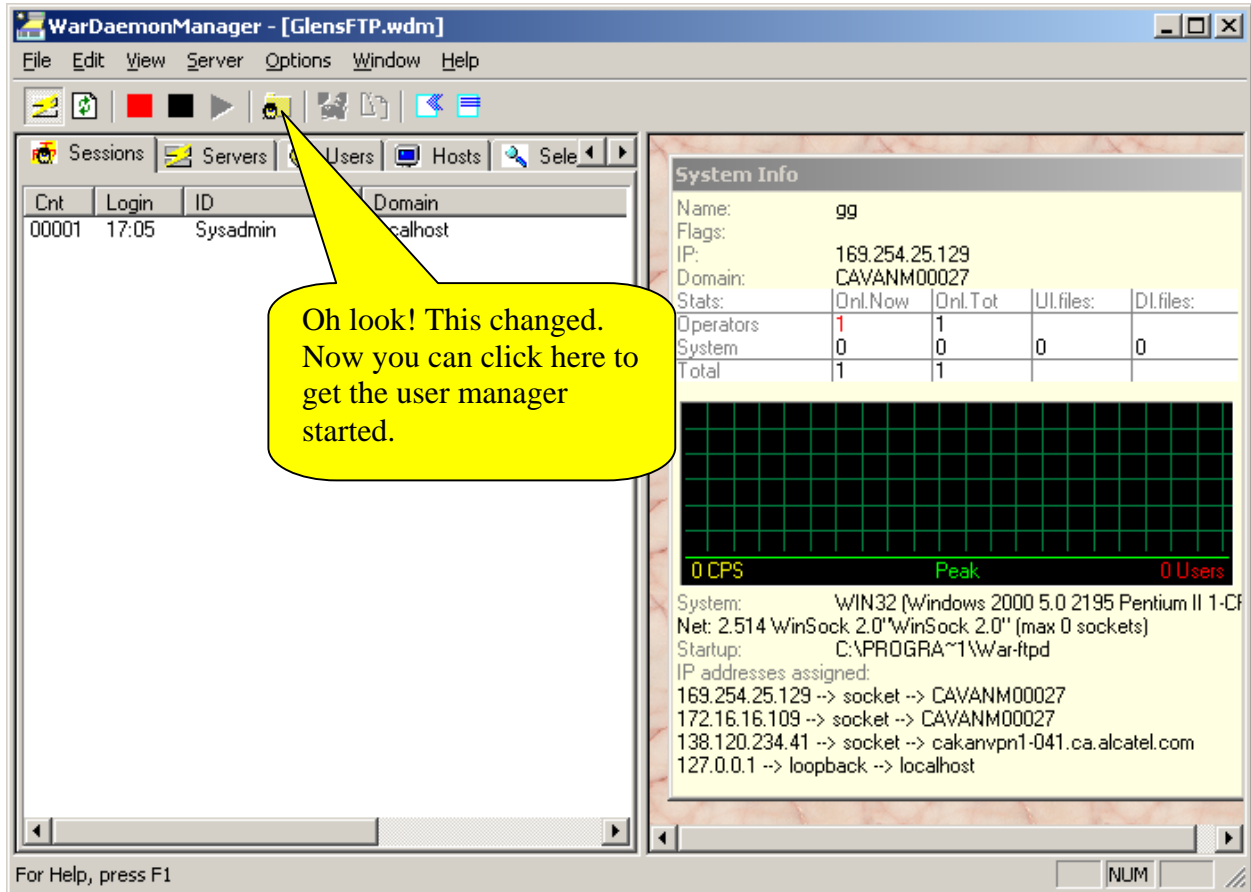 WarDaemonManager - [GlensFTP.wdm]
File Edit View Server Options Window Help
Sessions Servers Users Hosts Sele
Cnt Login ID Domain
00001 17:05 Sysadmin calhost
Oh look! This changed.
Now you can click here to
get the user manager
started.
System Info
Name: gg
Flags:
IP: 169.254.25.129
Domain: CAVANM00027
Stats: Onl.Now Onl.Tot Ul.files: Dl.files:
Operators 1 1
System 0 0 0 0
Total 1 1
0 CPS Peak 0 Users
System: WIN32 (Windows 2000 5.0 2195 Pentium II 1-CP
Net: 2.514 WinSock 2.0"WinSock 2.0" (max 0 sockets)
Startup: C:\PROGRA~1\War-ftpd
IP addresses assigned:
169.254.25.129 --> socket --> CAVANM00027
172.16.16.109 --> socket --> CAVANM00027
138.120.234.41 --> socket --> cakanvpn1-041.ca.alcatel.com
127.0.0.1 --> loopback --> localhost
For Help, press F1
NUM